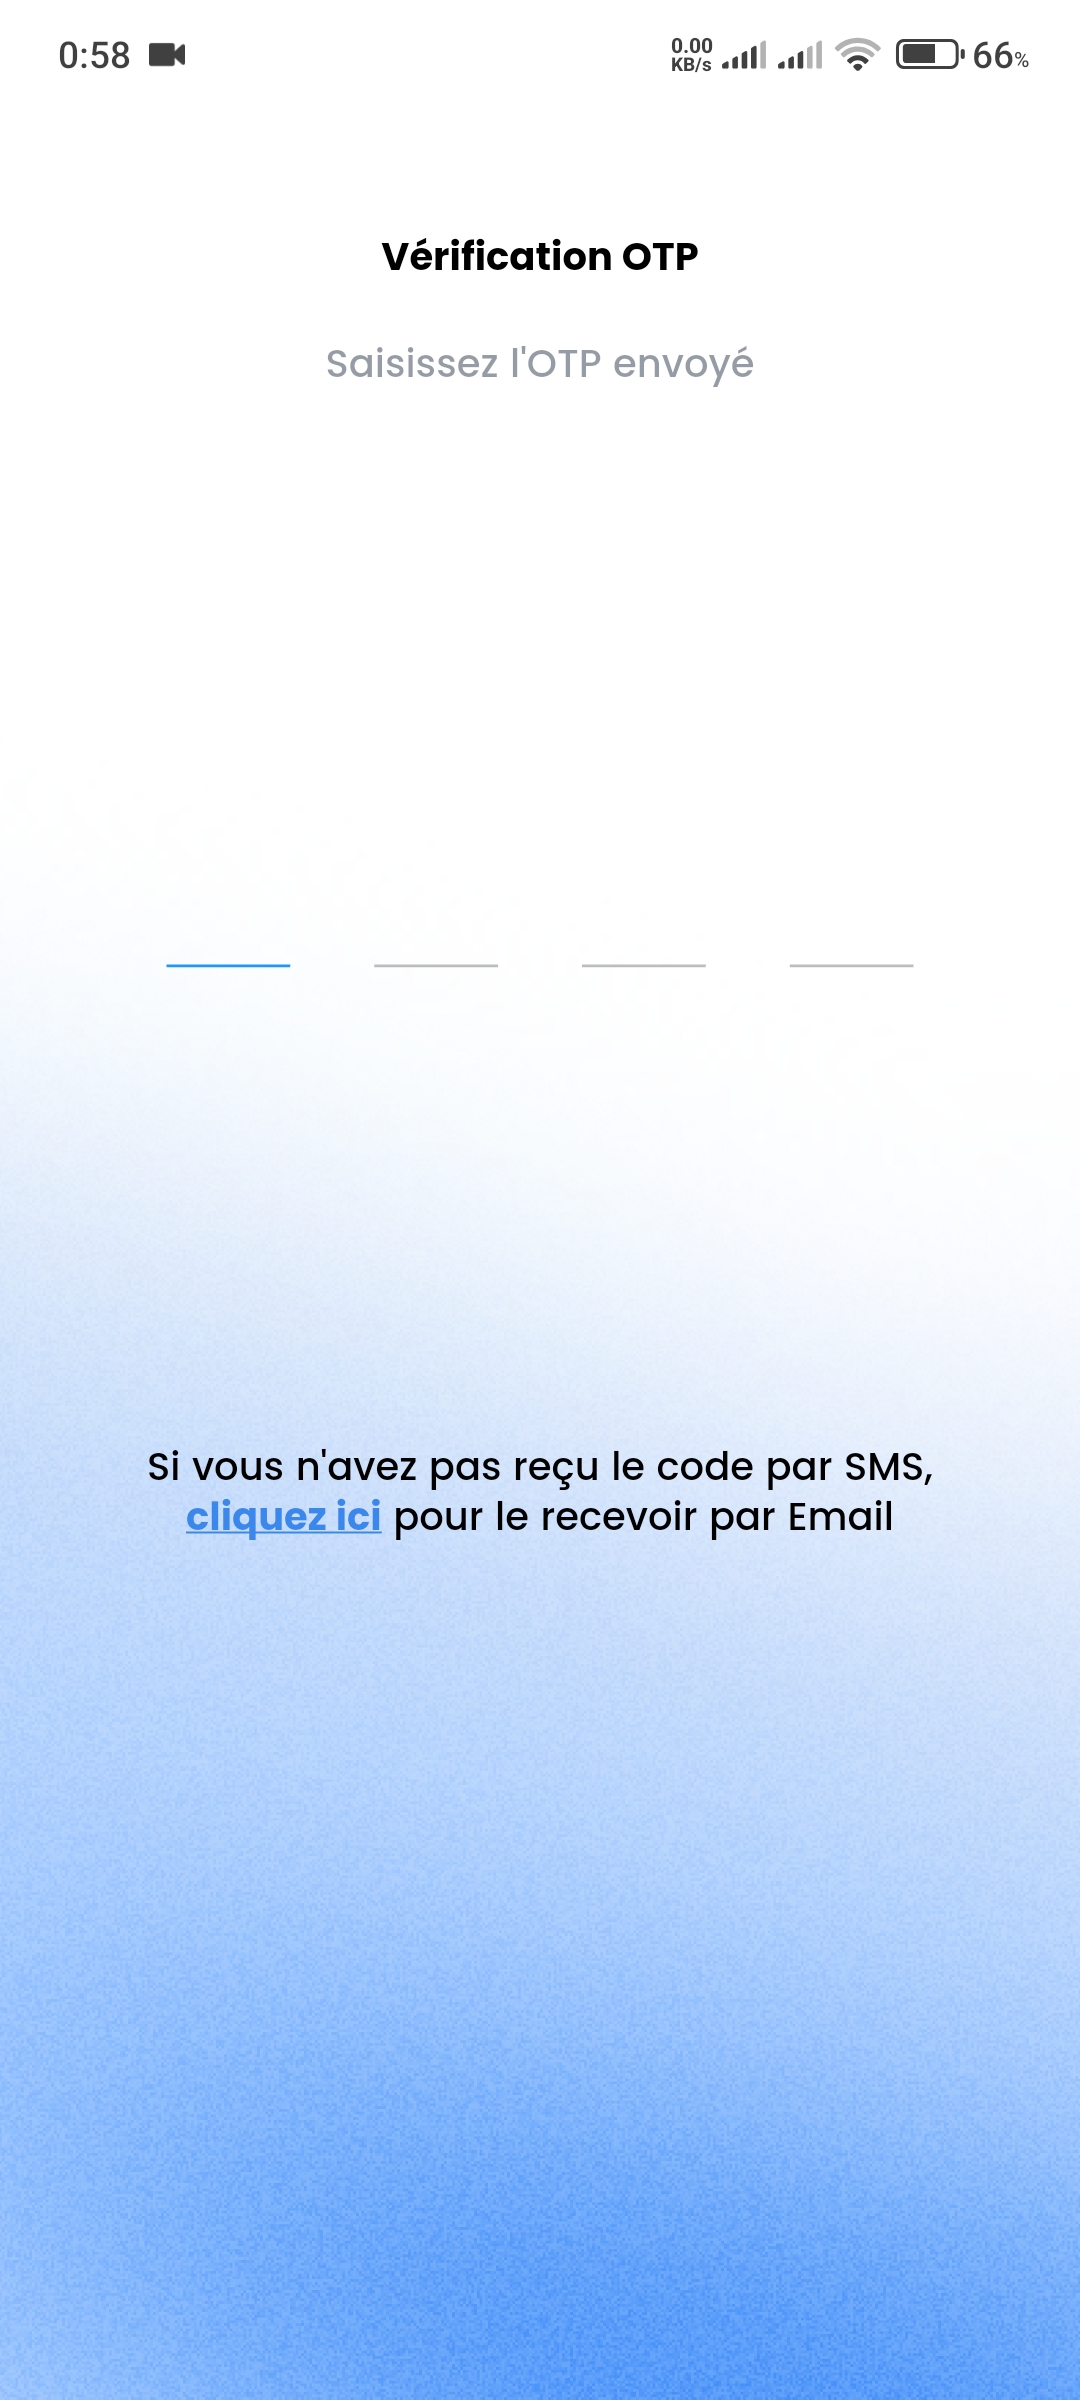 0:58 0.00 KB/s 66%
Vérification OTP
Saisissez l'OTP envoyé
Si vous n'avez pas reçu le code par SMS,
cliquez ici pour le recevoir par Email